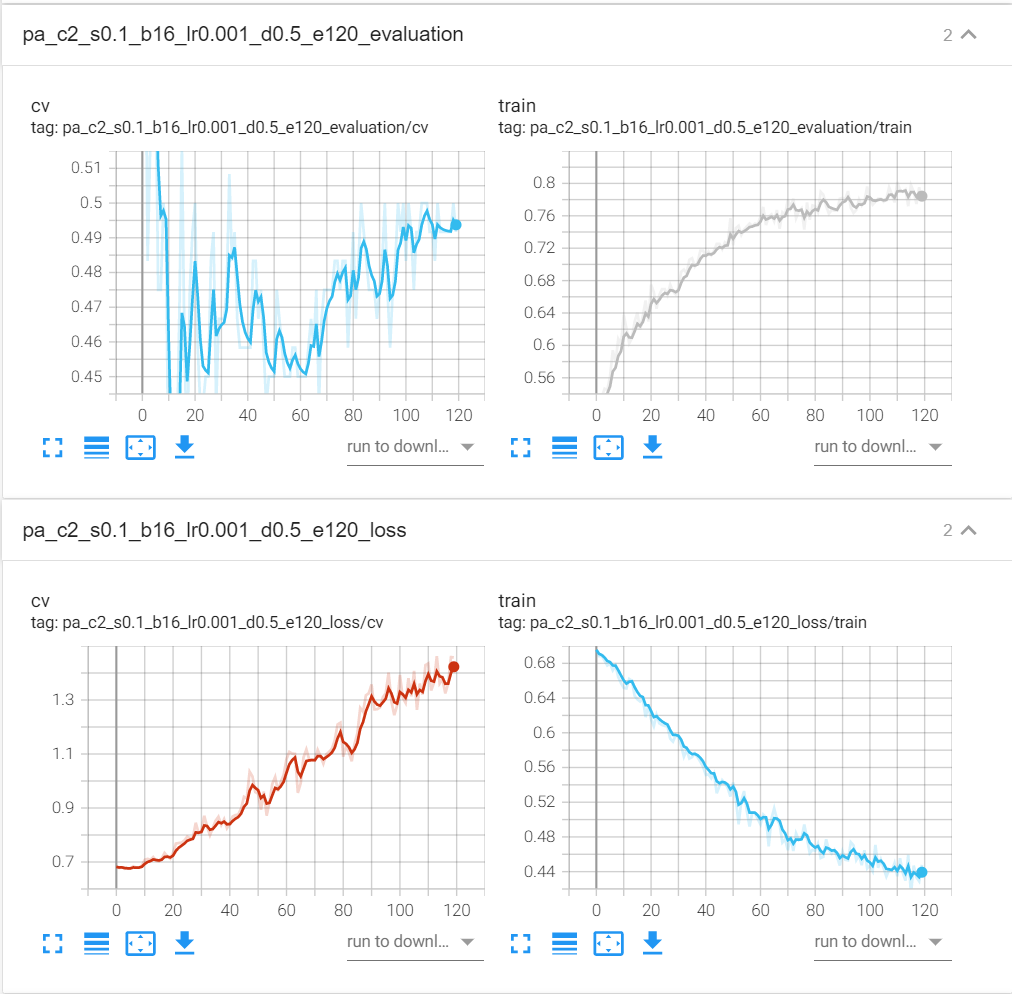 pa_c2_s0.1_b16_lr0.001_d0.5_e120_evaluation 2
cv
tag: pa_c2_s0.1_b16_lr0.001_d0.5_e120_evaluation/cv
0.51
0.5
0.49
0.48
0.47
0.46
0.45
0 20 40 60 80 100 120
run to downl...
train
tag: pa_c2_s0.1_b16_lr0.001_d0.5_e120_evaluation/train
0.8
0.76
0.72
0.68
0.64
0.6
0.56
0 20 40 60 80 100 120
run to downl...
pa_c2_s0.1_b16_lr0.001_d0.5_e120_loss 2
cv
tag: pa_c2_s0.1_b16_lr0.001_d0.5_e120_loss/cv
1.3
1.1
0.9
0.7
0 20 40 60 80 100 120
run to downl...
train
tag: pa_c2_s0.1_b16_lr0.001_d0.5_e120_loss/train
0.68
0.64
0.6
0.56
0.52
0.48
0.44
0 20 40 60 80 100 120
run to downl...